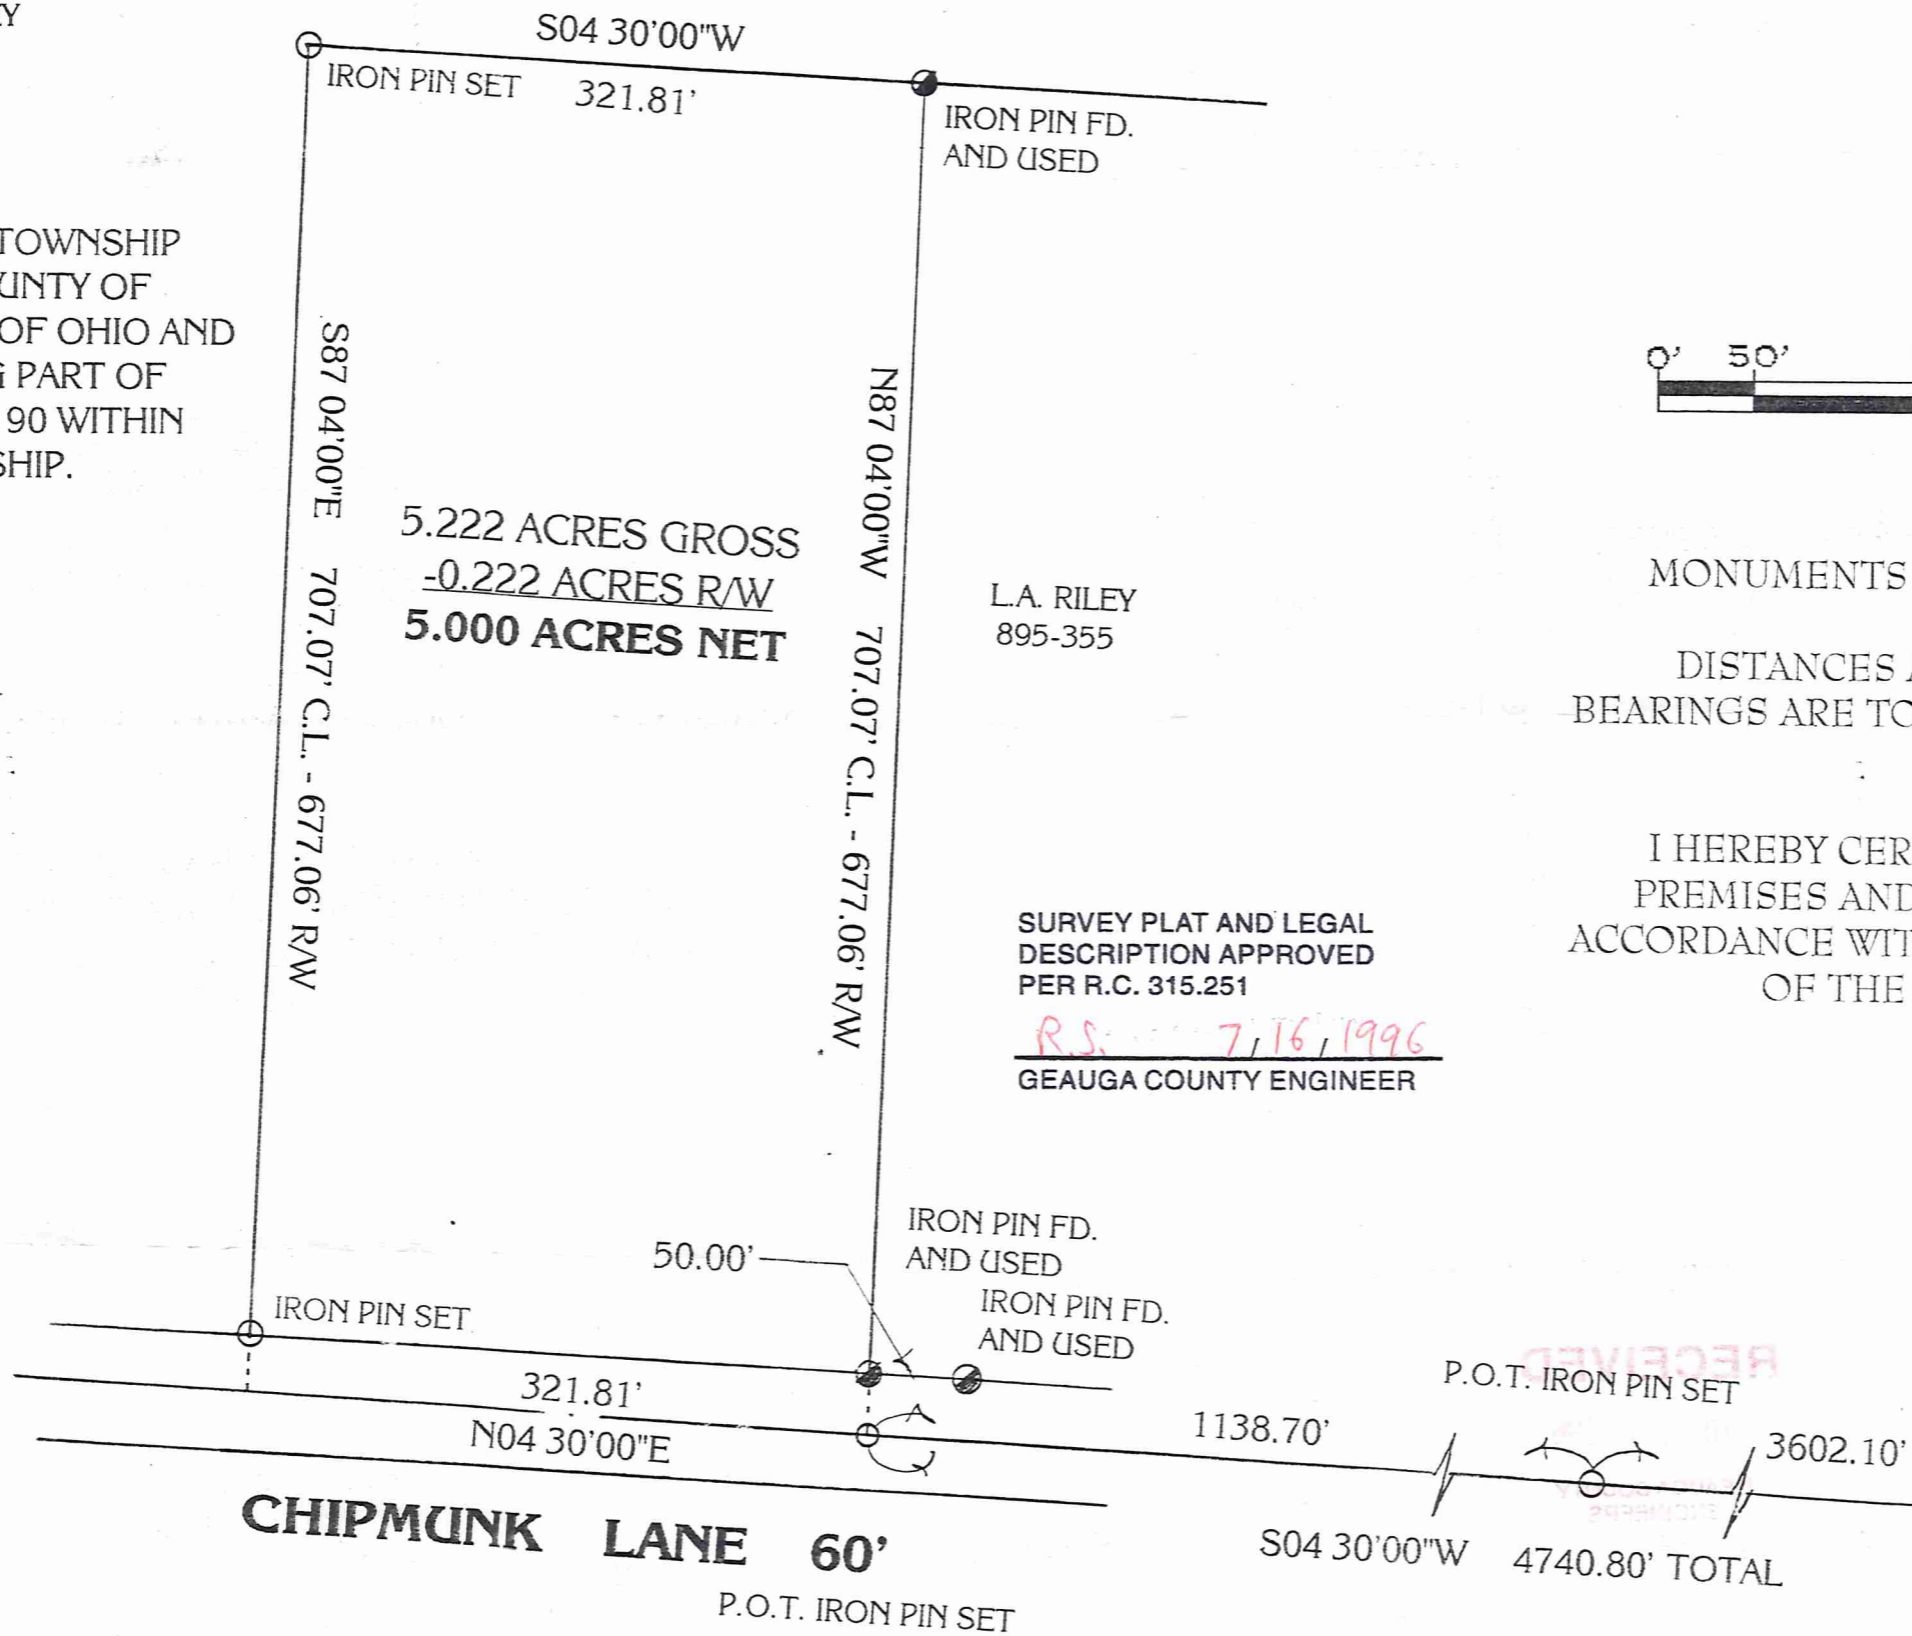 S04 30'00"W
IRON PIN SET 321.81'
IRON PIN FD.
AND USED
TOWNSHIP
OF
OF OHIO AND
PART OF
90 WITHIN
S87 04'00"E 707.07' C.L. - 677.06' R/W
N87 04'00"W 707.07' C.L. - 677.06' R/W
5.222 ACRES GROSS
-0.222 ACRES R/W
5.000 ACRES NET
L.A. RILEY
895-355
0' 50'
MONUMENTS
DISTANCES
BEARINGS ARE
I HEREBY
PREMISES
ACCORDANCE
OF THE
SURVEY PLAT AND LEGAL
DESCRIPTION APPROVED
PER R.C. 315.251
R.S. 7/16/1996
GEAUGA COUNTY ENGINEER
50.00'
IRON PIN FD.
AND USED
IRON PIN FD.
AND USED
IRON PIN SET
321.81'
N04 30'00"E
CHIPMUNK LANE 60'
P.O.T. IRON PIN SET
1138.70'
RECEIVED
P.O.T. IRON PIN SET
3602.10'
S04 30'00"W 4740.80' TOTAL